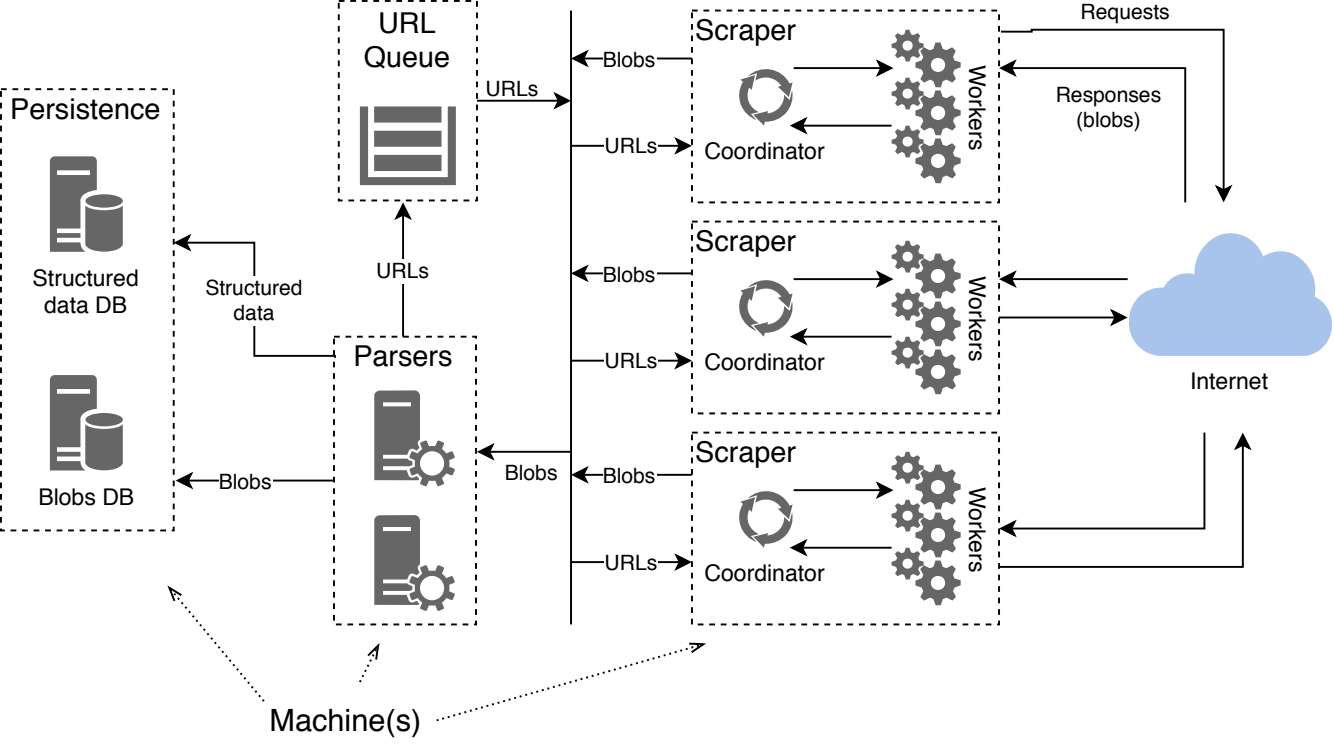 URL
Queue
URLs
Persistence
Structured
data DB
Blobs DB
Structured
data
URLs
Parsers
Blobs
Blobs
Blobs
URLs
Scraper
Coordinator
Workers
Requests
Responses
(blobs)
Blobs
URLs
Scraper
Coordinator
Workers
Internet
Blobs
URLs
Scraper
Coordinator
Workers
Machine(s)